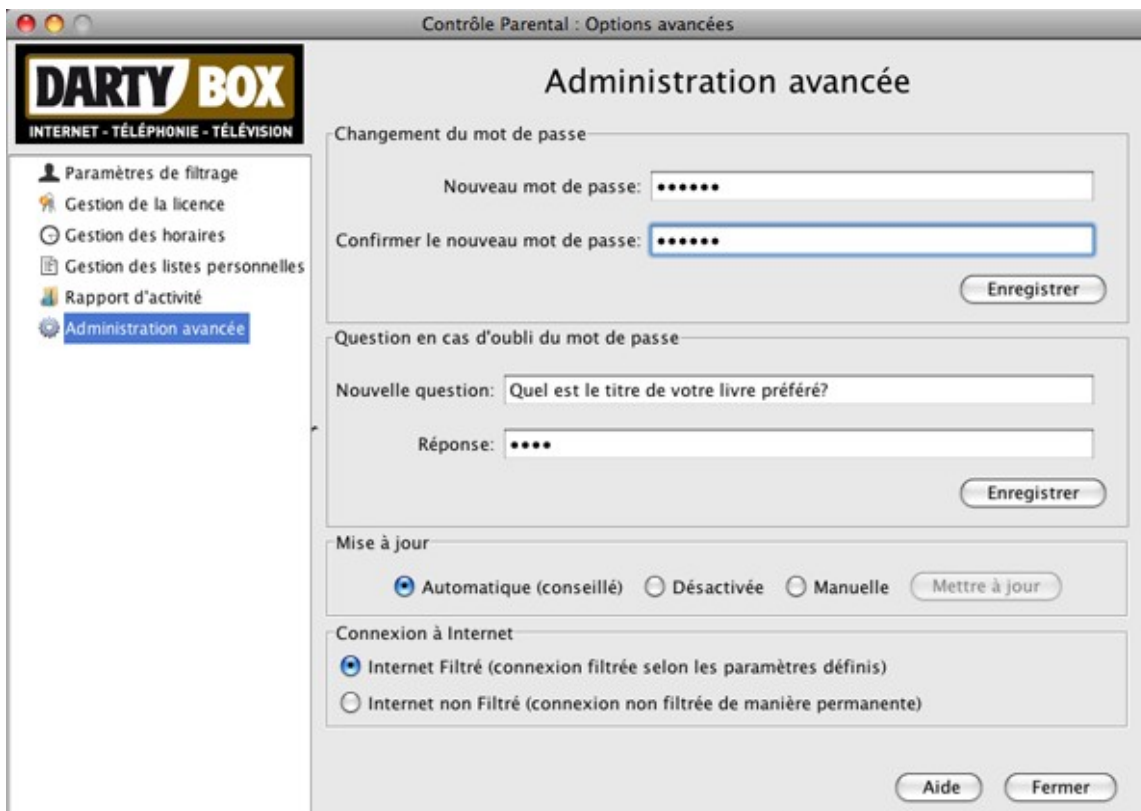 Contrôle Parental : Options avancées
DARTY BOX
INTERNET - TÉLÉPHONIE - TÉLÉVISION
Paramètres de filtrage
Gestion de la licence
Gestion des horaires
Gestion des listes personnelles
Rapport d'activité
Administration avancée
Administration avancée
Changement du mot de passe
Nouveau mot de passe: ••••••
Confirmer le nouveau mot de passe: ••••••
Enregistrer
Question en cas d'oubli du mot de passe
Nouvelle question: Quel est le titre de votre livre préféré?
Réponse: ••••
Enregistrer
Mise à jour
Automatique (conseillé) Désactivée Manuelle Mettre à jour
Connexion à Internet
Internet Filtré (connexion filtrée selon les paramètres définis)
Internet non Filtré (connexion non filtrée de manière permanente)
Aide Fermer